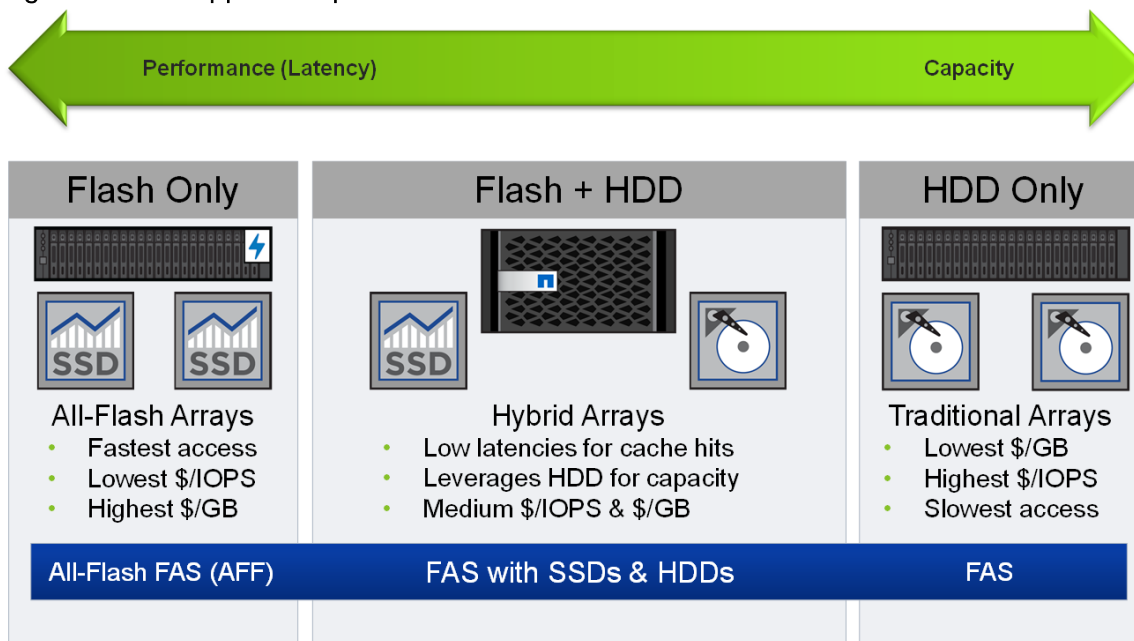 Performance (Latency)
Capacity
Flash Only
SSD
SSD
All-Flash Arrays
• Fastest access
• Lowest $/IOPS
• Highest $/GB
Flash + HDD
SSD
Hybrid Arrays
• Low latencies for cache hits
• Leverages HDD for capacity
• Medium $/IOPS & $/GB
HDD Only
Traditional Arrays
• Lowest $/GB
• Highest $/IOPS
• Slowest access
All-Flash FAS (AFF)
FAS with SSDs & HDDs
FAS